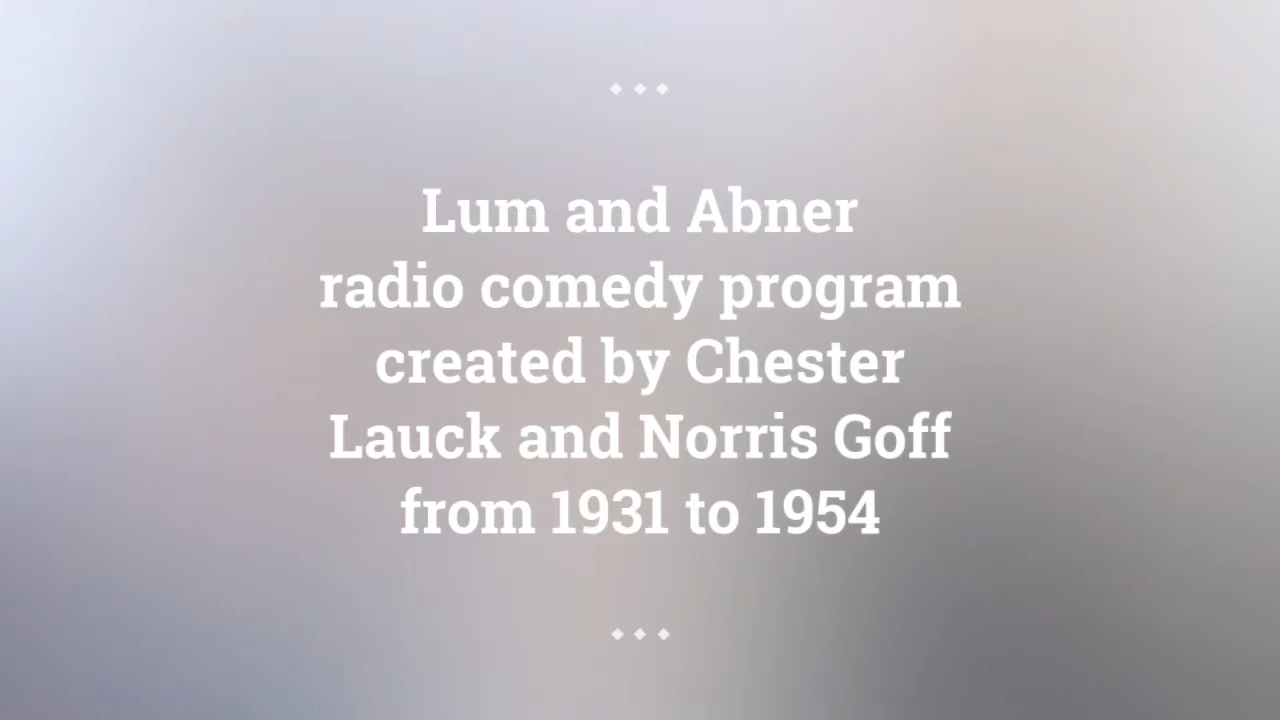 Lum and Abner
radio comedy program
created by Chester
Lauck and Norris Goff
from 1931 to 1954